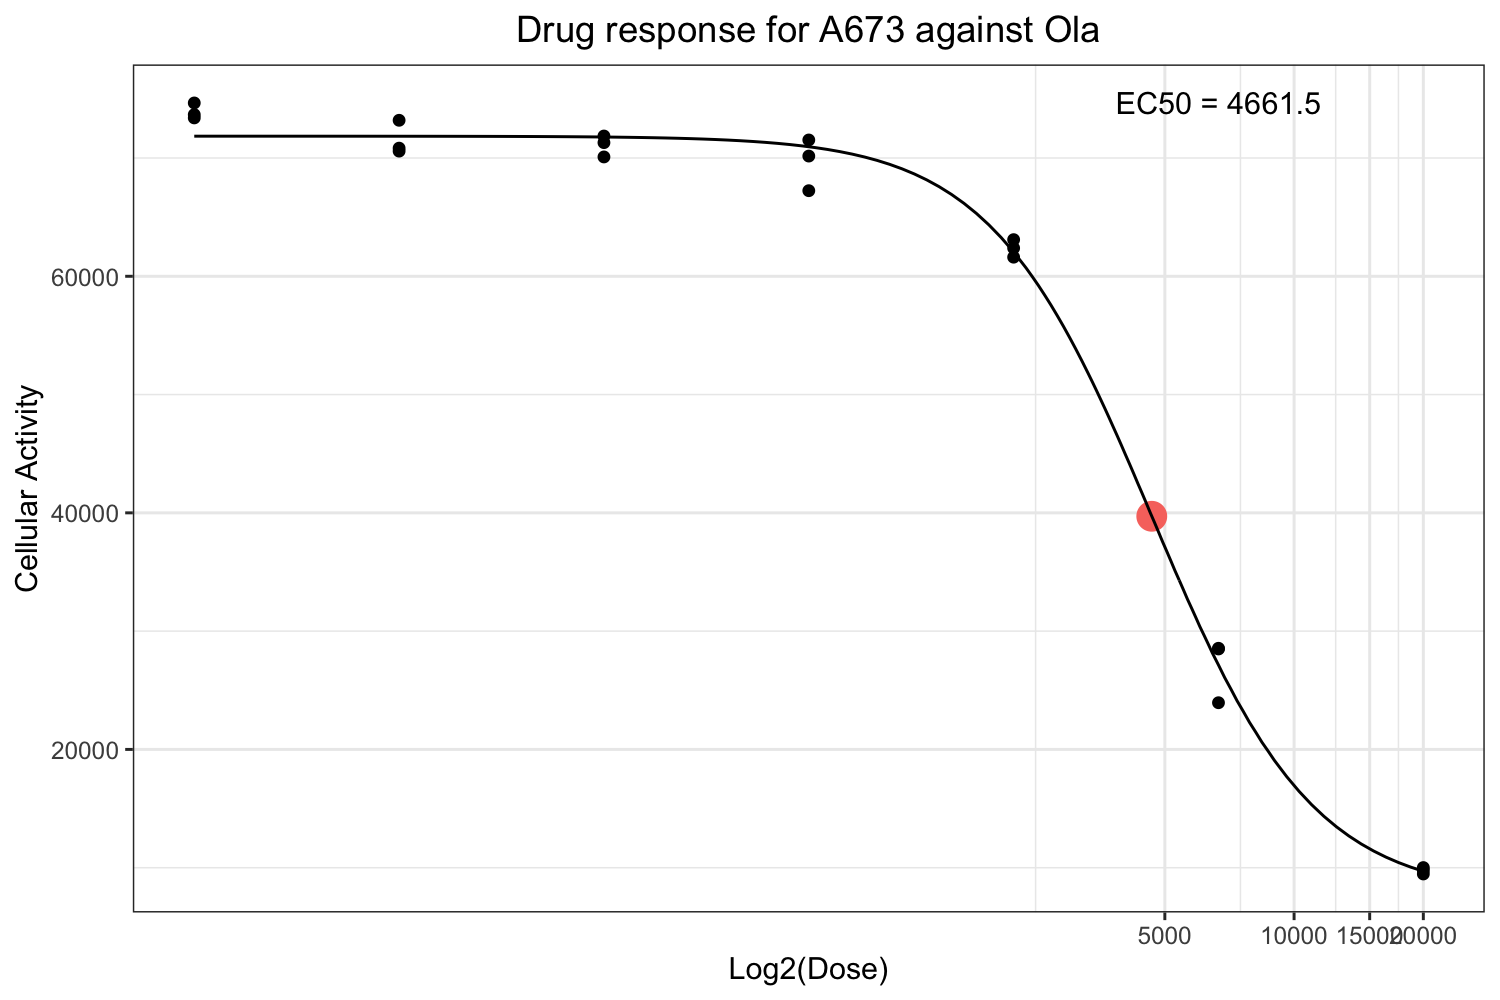 Drug response for A673 against Ola
EC50 = 4661.5
60000
40000
20000
Cellular Activity
5000 10000 15000 20000
Log2(Dose)